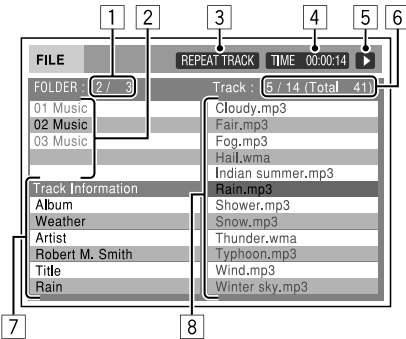 1 2 3 4 5 6
FILE REPEAT TRACK TIME 00:00:14
FOLDER: 2 / 3 Track : 5 / 14 (Total 41)
01 Music
02 Music
03 Music
Track Information
Album
Weather
Artist
Robert M. Smith
Title
Rain
Cloudy.mp3
Fair.mp3
Fog.mp3
Hail.wma
Indian summer.mp3
Rain.mp3
Shower.mp3
Snow.mp3
Thunder.wma
Typhoon.mp3
Wind.mp3
Winter sky.mp3
7 8